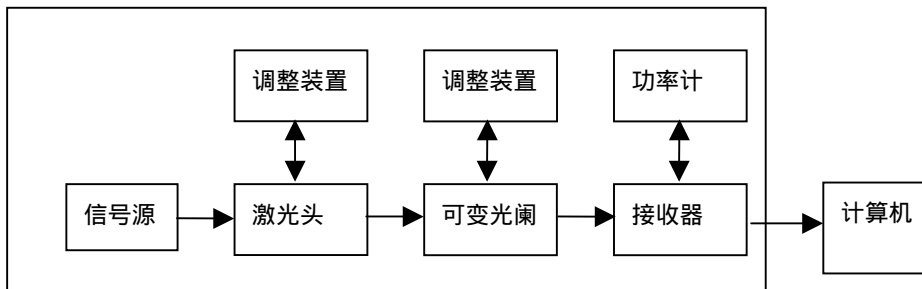 调整装置
调整装置
功率计
信号源
激光头
可变光阑
接收器
计算机